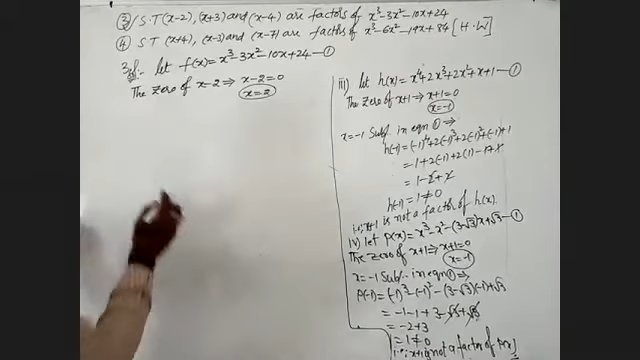 ③ S.T (x-2), (x+3) and (x-4) are factors of x³-3x²-10x+24
④ S T (x+4), (x-3) and (x-7) are factors of x³-6x²-19x+84 [H.W]
3 Sol:- let f(x) = x³-3x²-10x+24 -①
The zero of x-2 ⇒ x-2=0
x=2
iii) let h(x) = x⁴+2x³+2x²+x+1 -①
The zero of x+1 ⇒ x+1=0
x=-1
x=-1 Sub. in eqn ① ⇒
h(-1) = (-1)⁴+2(-1)³+2(-1)²+(-1)+1
= 1+2(-1)+2(1)-1+1
= 1-2+2
h(-1) = 1≠0
i.e; x+1 is not a factor of h(x).
iv) let P(x) = x³-x²-(3-√3)x+√3 -①
The zero of x+1 ⇒ x+1=0
x=-1
x=-1 Sub. in eqn ① ⇒
P(-1) = (-1)³-(-1)²-(3-√3)(-1)+√3
= -1-1+3-√3+√3
= -2+3
= 1≠0
i.e; x+1 is not a factor of P(x)